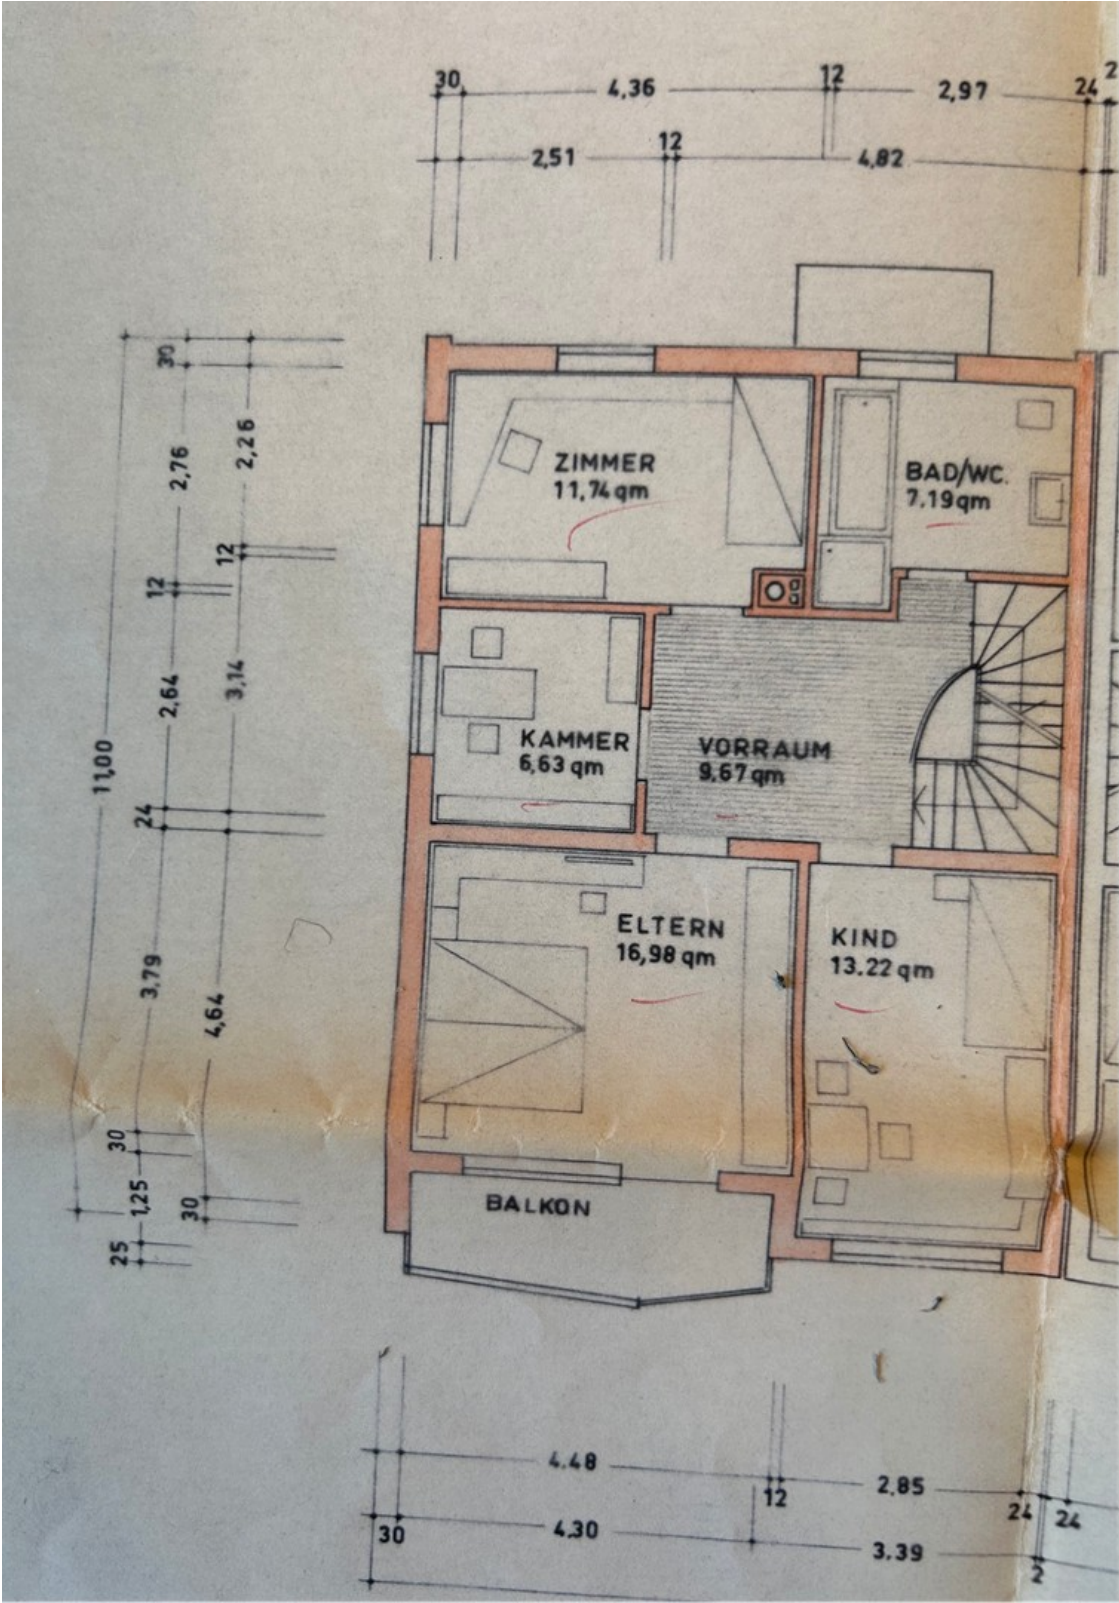 30 4,36 12 2,97 24 2
2,51 12 4,82
30
2,76
2,26
12
12
2,64
3,14
11,00
24
3,79
4,64
30
1,25
30
25
ZIMMER
11,74 qm
BAD/WC.
7.19 qm
KAMMER
6,63 qm
VORRAUM
9,67 qm
ELTERN
16,98 qm
KIND
13.22 qm
BALKON
4.48 12 2,85 24 24
30 4,30 3,39 2